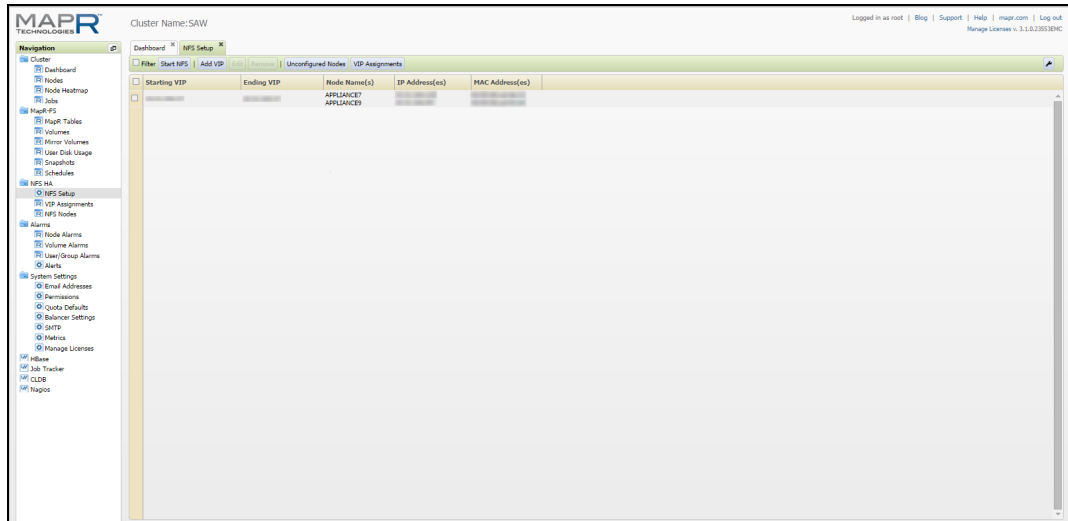 MAPR
TECHNOLOGIES
Cluster Name:SAW
Logged in as root | Blog | Support | Help | mapr.com | Log out
Manage Licenses v. 3.1.0.23553EMC
Navigation
Cluster
Dashboard
Nodes
Node Heatmap
Jobs
MapR-FS
MapR Tables
Volumes
Mirror Volumes
User Disk Usage
Snapshots
Schedules
NFS HA
NFS Setup
VIP Assignments
NFS Nodes
Alarms
Node Alarms
Volume Alarms
User/Group Alarms
Alerts
System Settings
Email Addresses
Permissions
Quota Defaults
Balancer Settings
SMTP
Metrics
Manage Licenses
HBase
Job Tracker
CLDB
Nagios
Dashboard NFS Setup
Filter Start NFS | Add VIP Edit Remove | Unconfigured Nodes VIP Assignments
Starting VIP Ending VIP Node Name(s) IP Address(es) MAC Address(es)
APPLIANCE7
APPLIANCE9